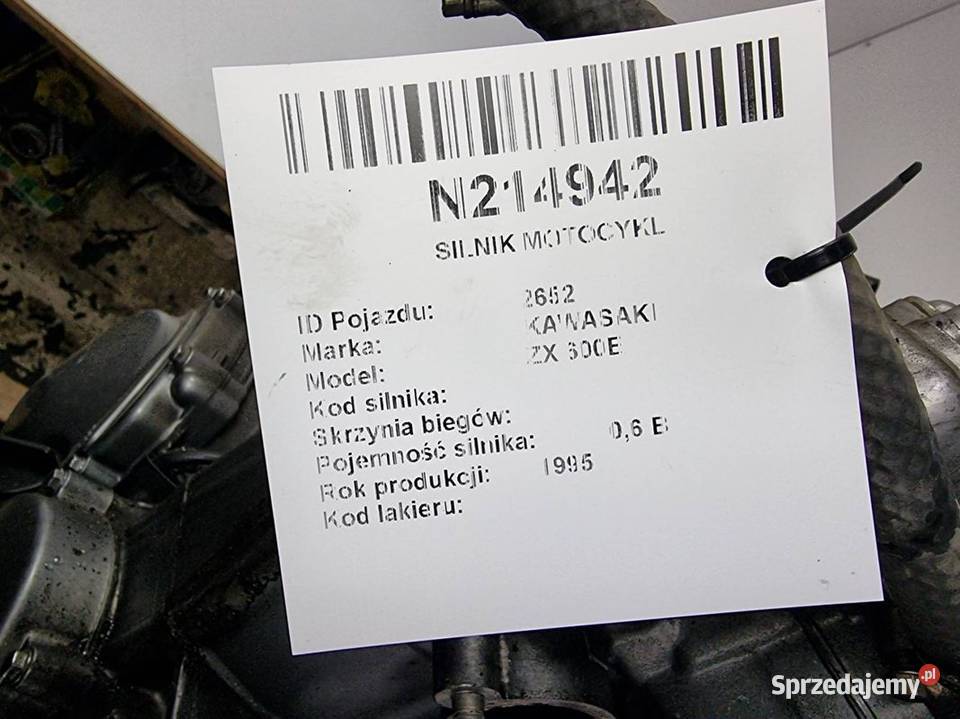 N214942
SILNIK MOTOCYKL
ID Pojazdu: 2652
Marka: KAWASAKI
Model: ZX 600E
Kod silnika:
Skrzynia biegów:
Pojemność silnika: 0,6 B
Rok produkcji: 1995
Kod lakieru:
Sprzedajemy.pl